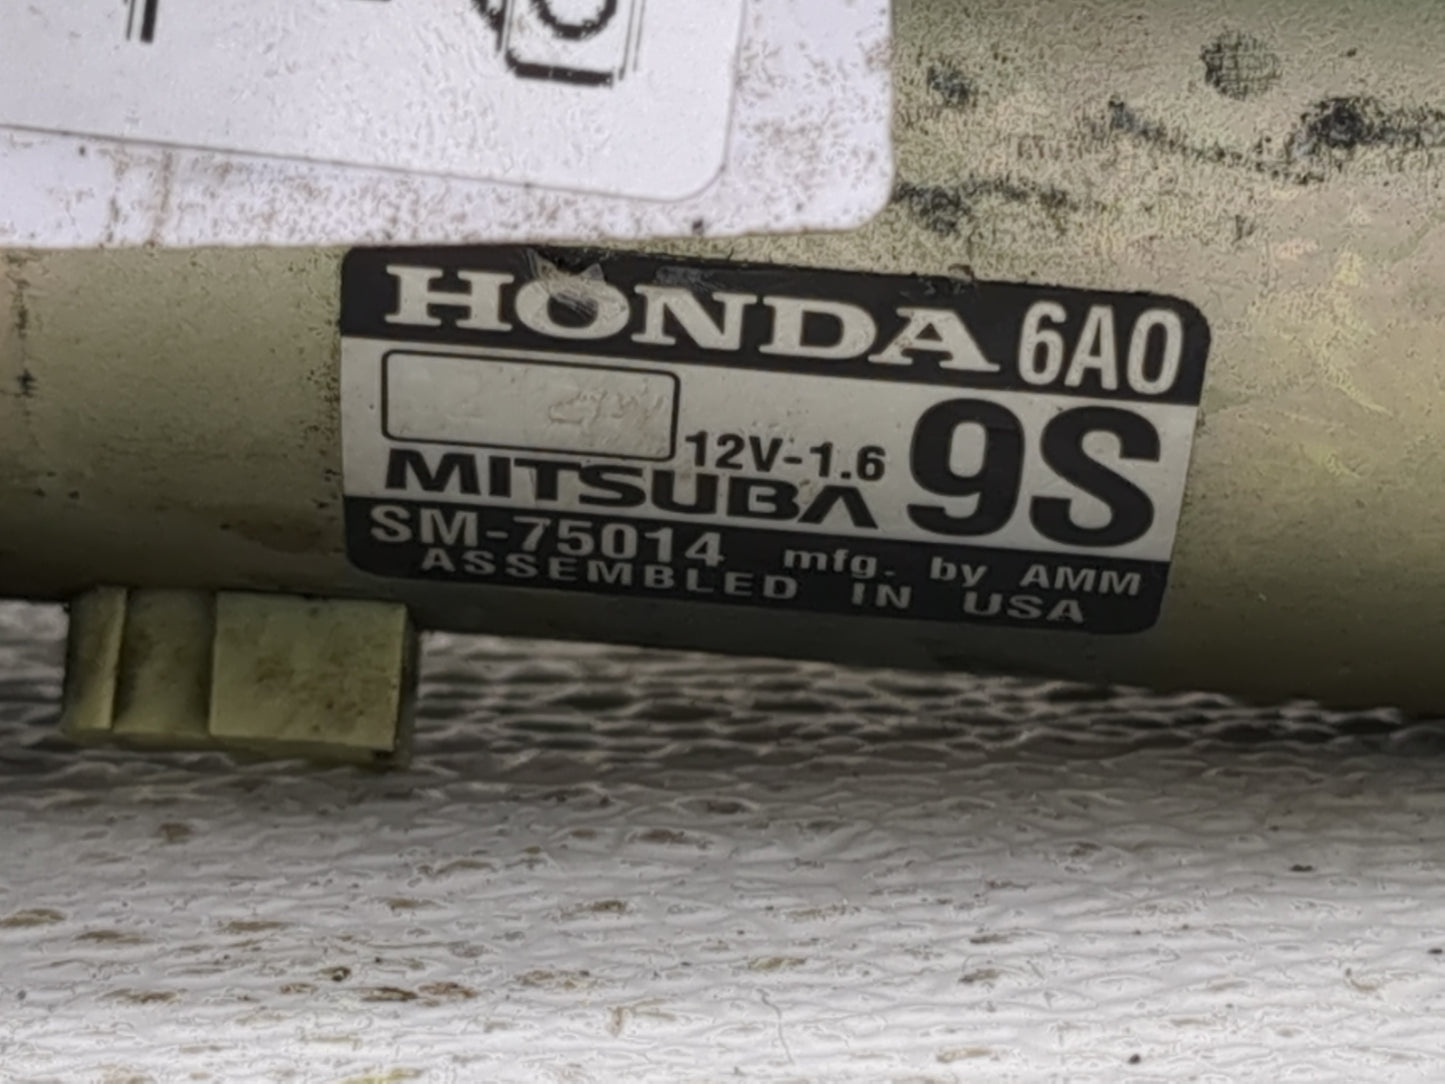 HONDA 6A0
12V-1.6 9S
MITSUBA
SM-75014 mfg. by AMM
ASSEMBLED IN USA